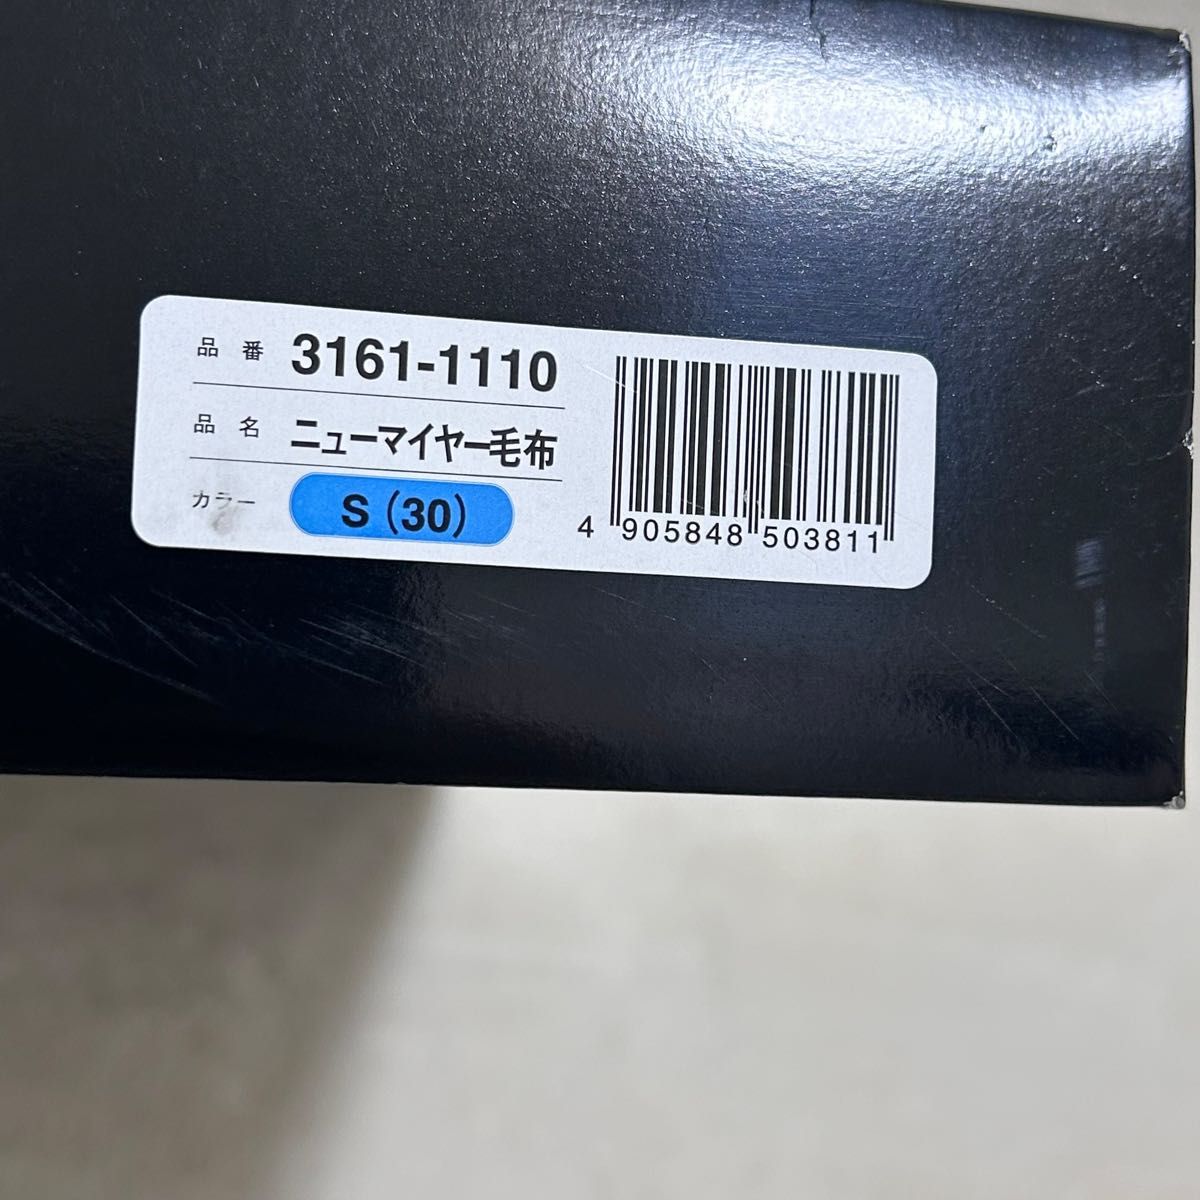 品番 3161-1110
品名 ニューマイヤー毛布
カラー S(30)
4 905848 503811